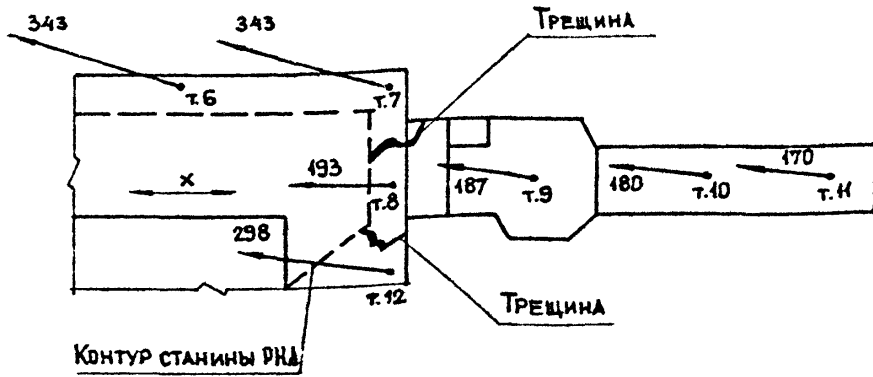 343
343
Трещина
т.6
т.7
193
187
180
170
х
т.8
т.9
т.10
т.11
298
т.12
Трещина
Контур станины РНД